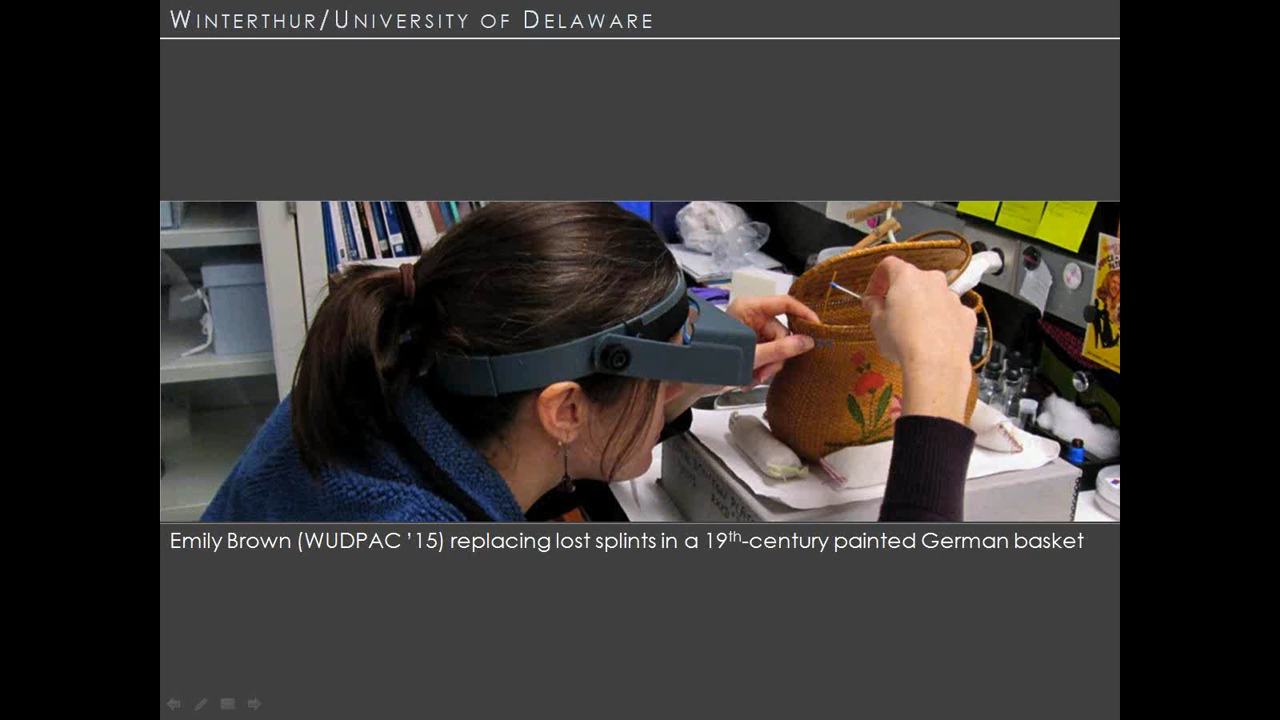 WINTERTHUR/UNIVERSITY OF DELAWARE
Emily Brown (WUDPAC ’15) replacing lost splints in a 19th-century painted German basket